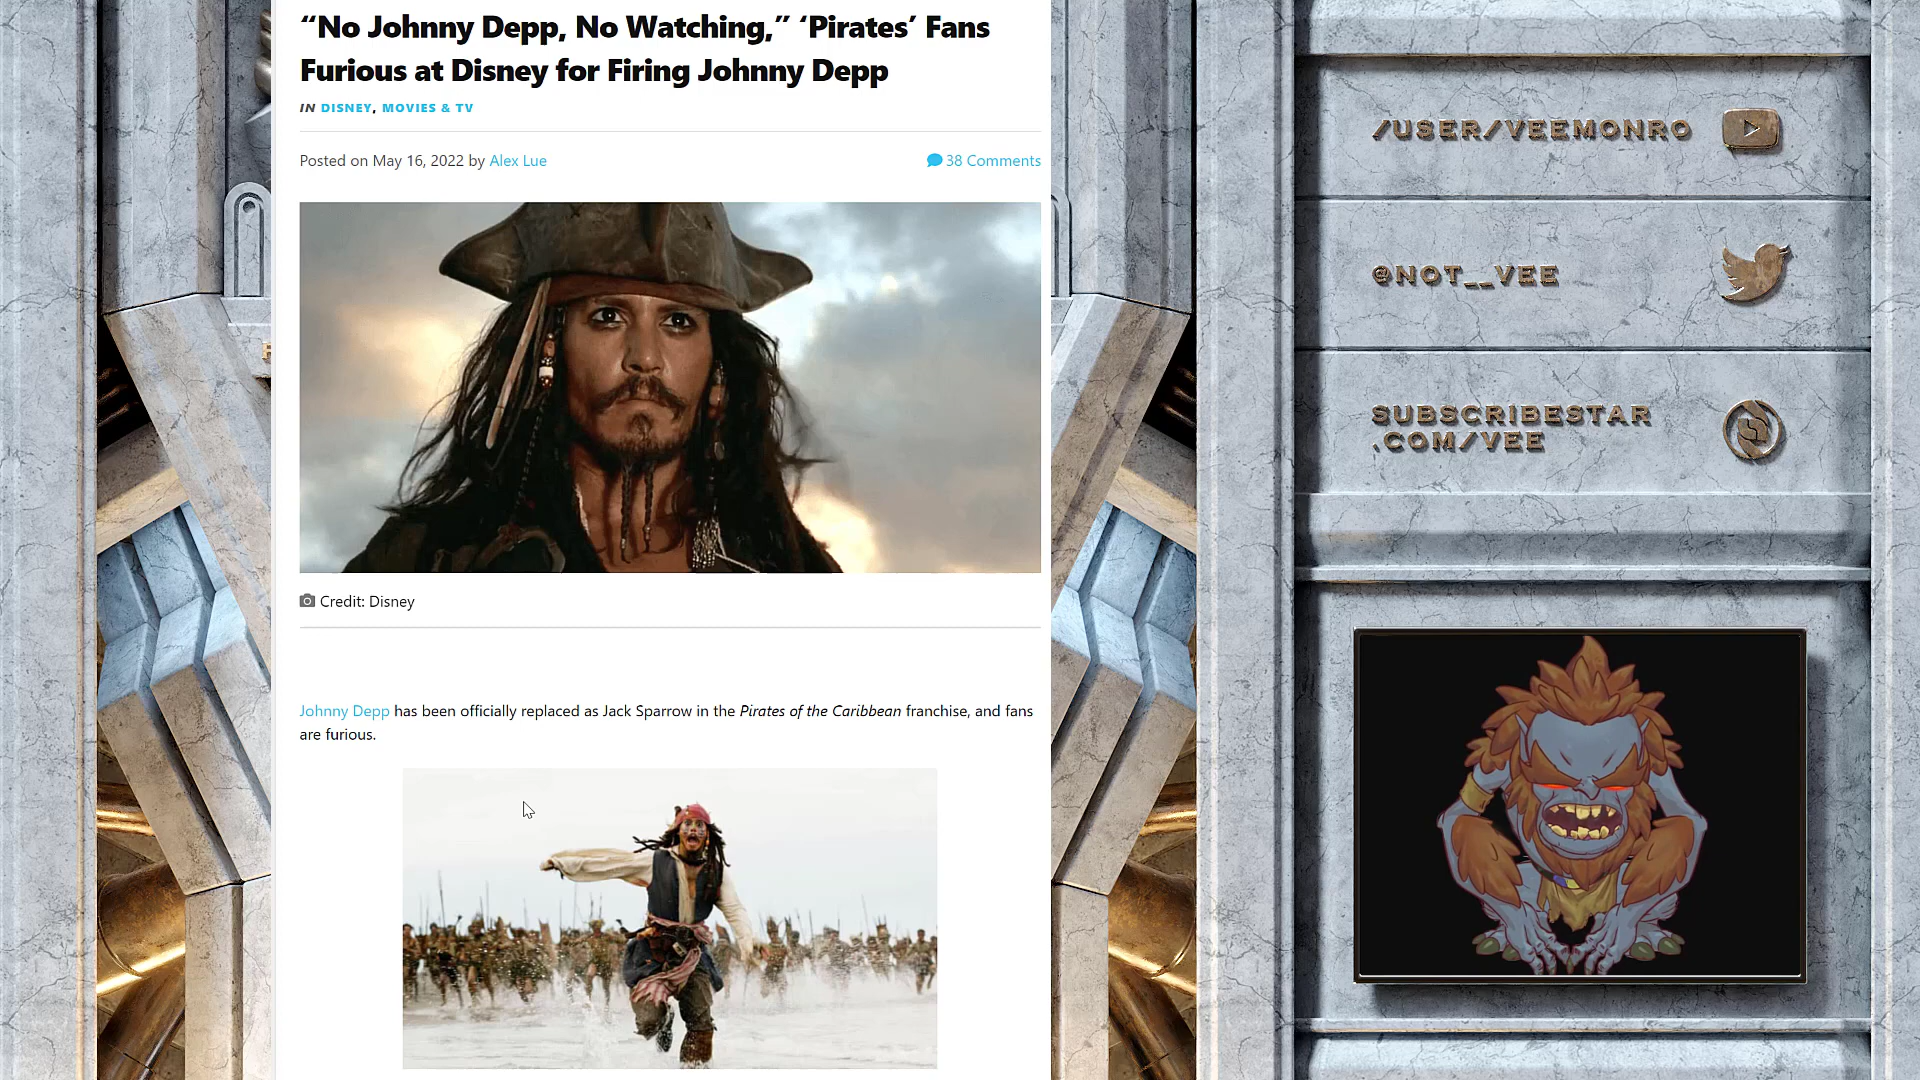 “No Johnny Depp, No Watching,” ‘Pirates’ Fans
Furious at Disney for Firing Johnny Depp
IN DISNEY, MOVIES & TV
Posted on May 16, 2022 by Alex Lue
38 Comments
Credit: Disney
Johnny Depp has been officially replaced as Jack Sparrow in the Pirates of the Caribbean franchise, and fans
are furious.
/USER/VEEMONRO
@NOT__VEE
SUBSCRIBESTAR
.COM/VEE